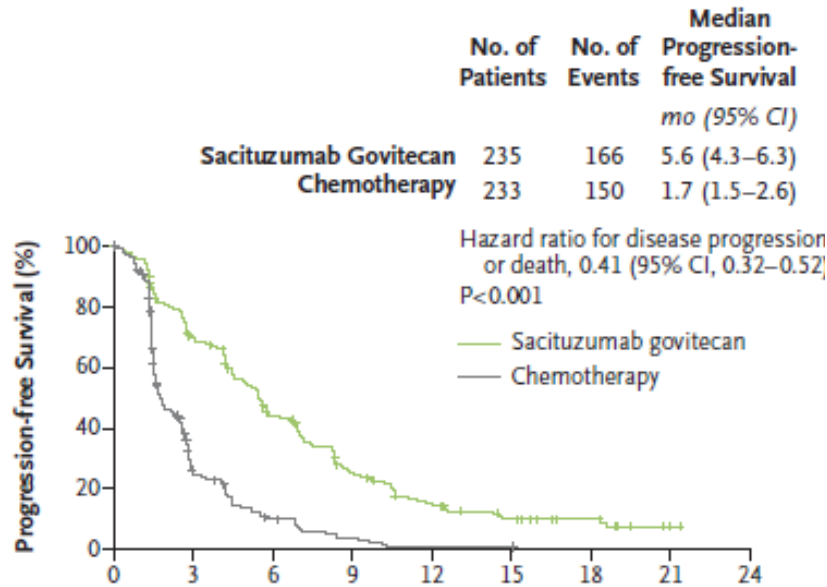 Median
No. of No. of Progression-
Patients Events free Survival
mo (95% CI)
Sacituzumab Govitecan 235 166 5.6 (4.3–6.3)
Chemotherapy 233 150 1.7 (1.5–2.6)
Hazard ratio for disease progression
or death, 0.41 (95% CI, 0.32–0.52)
P<0.001
Sacituzumab govitecan
Chemotherapy
Progression-free Survival (%)
100
80
60
40
20
0
0 3 6 9 12 15 18 21 24